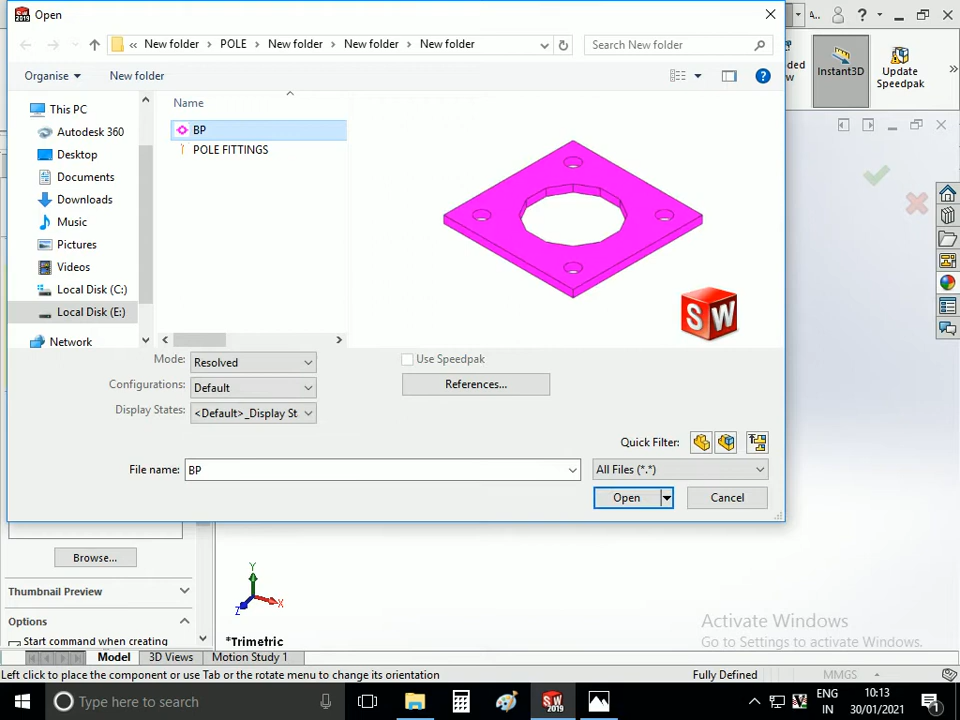 Open
« New folder > POLE > New folder > New folder > New folder
Search New folder
Organise
New folder
Instant3D
Update
Speedpak
This PC
Autodesk 360
Desktop
Documents
Downloads
Music
Pictures
Videos
Local Disk (C:)
Local Disk (E:)
Network
Name
BP
POLE FITTINGS
SW
Mode: Resolved
Configurations: Default
Display States: <Default>_Display St
Use Speedpak
References...
Quick Filter:
File name: BP
All Files (*.*)
Open
Cancel
Browse...
Thumbnail Preview
Options
Start command when creating
Y
Z
X
*Trimetric
Activate Windows
Go to Settings to activate Windows.
Model
3D Views
Motion Study 1
Left click to place the component or use Tab or the rotate menu to change its orientation
Fully Defined
MMGS
Type here to search
SW
2019
ENG
IN
10:13
30/01/2021
1